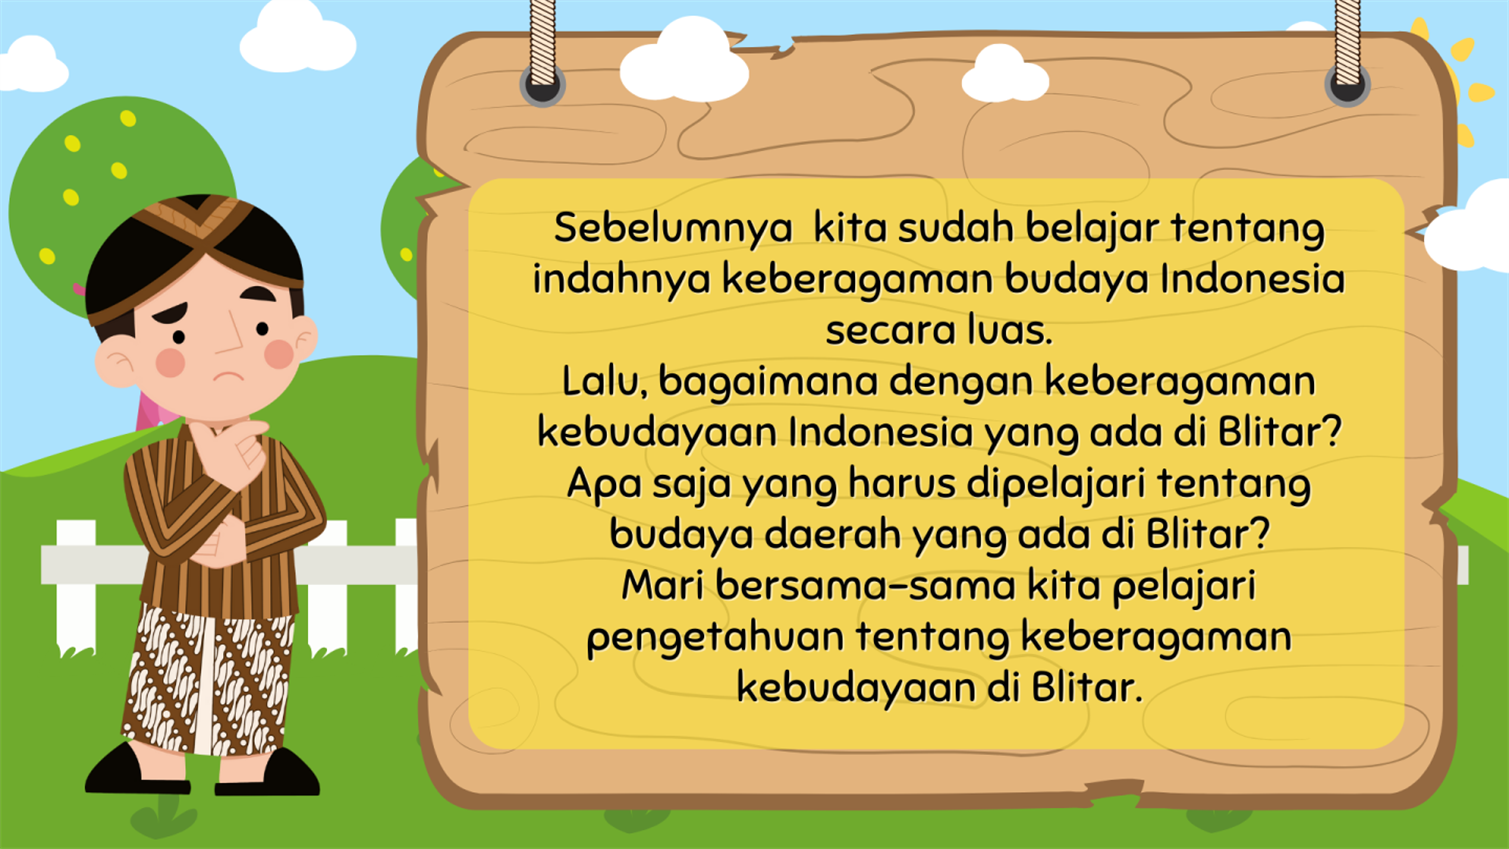 Sebelumnya  kita sudah belajar tentang
indahnya keberagaman budaya Indonesia
secara luas.
Lalu, bagaimana dengan keberagaman
kebudayaan Indonesia yang ada di Blitar?
Apa saja yang harus dipelajari tentang
budaya daerah yang ada di Blitar?
Mari bersama-sama kita pelajari
pengetahuan tentang keberagaman
kebudayaan di Blitar.